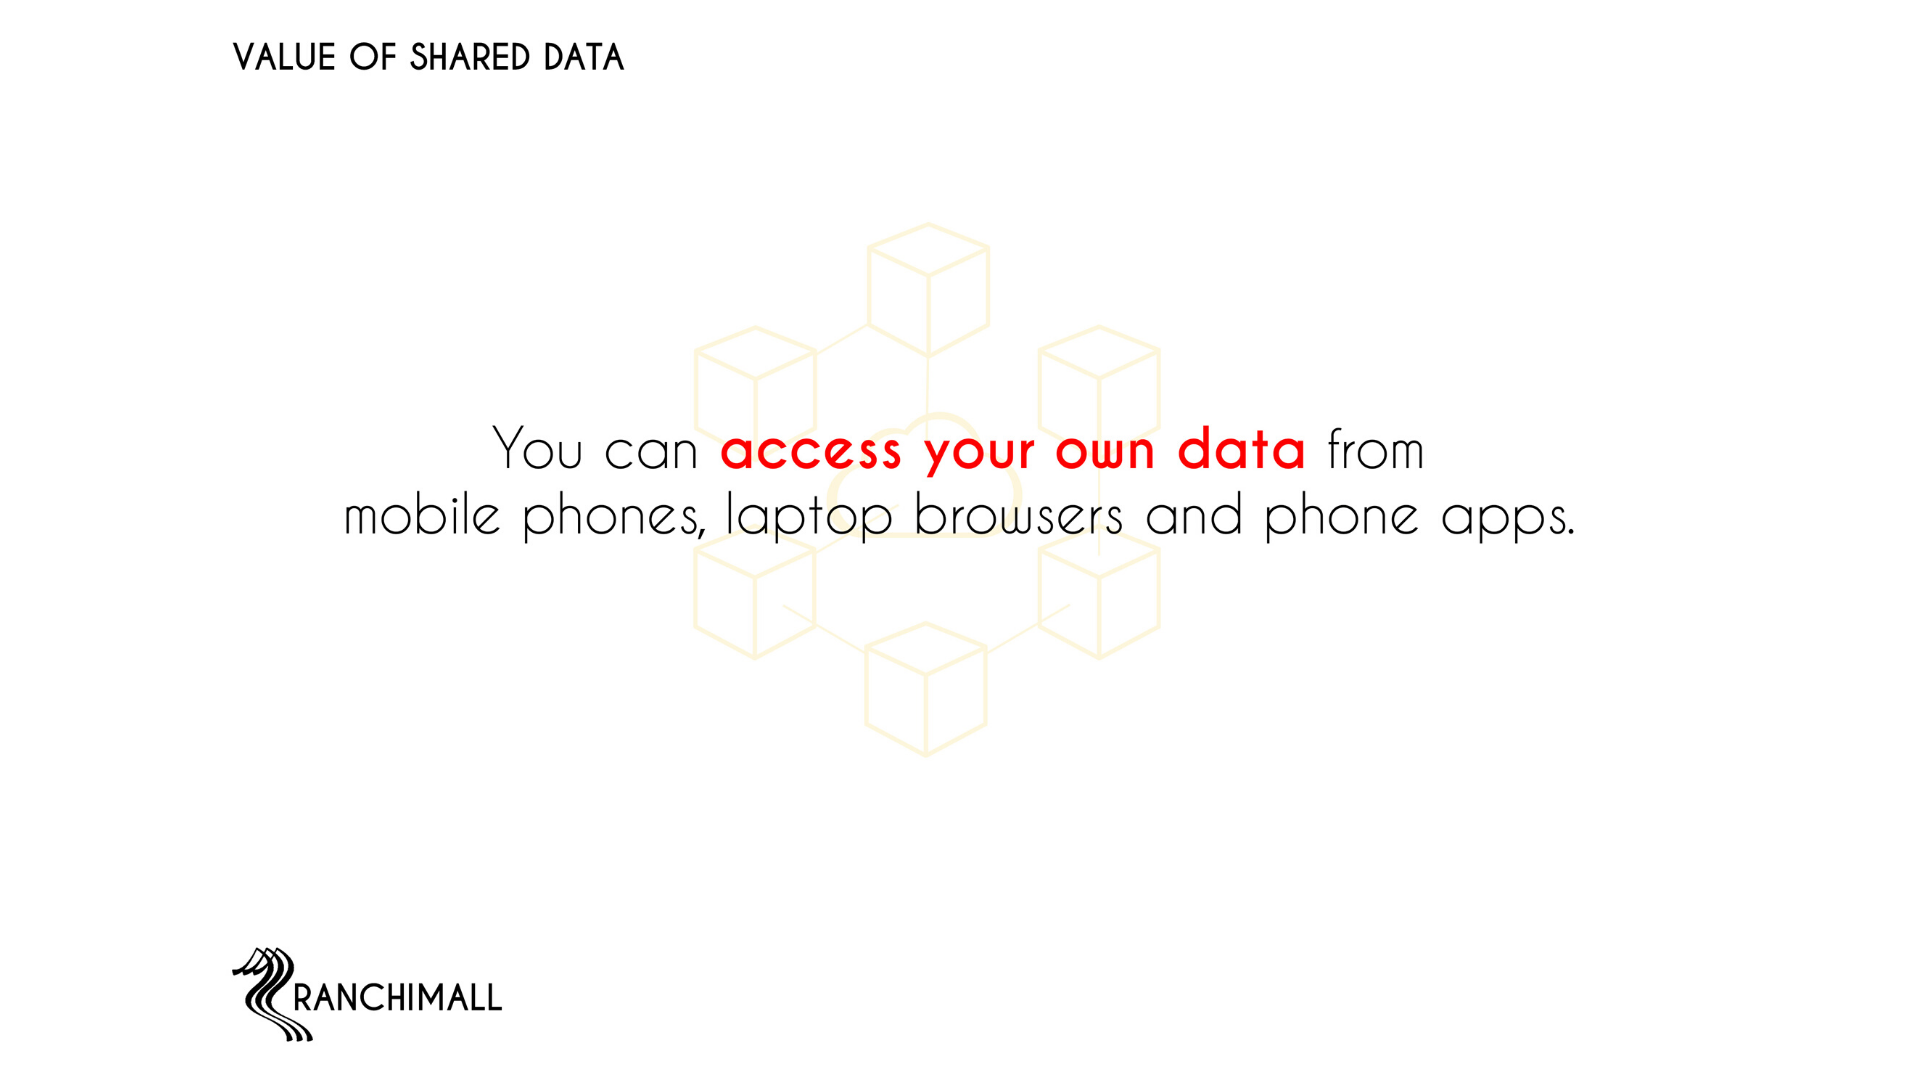 VALUE OF SHARED DATA
You can access your own data from
mobile phones, laptop browsers and phone apps.
RANCHIMALL